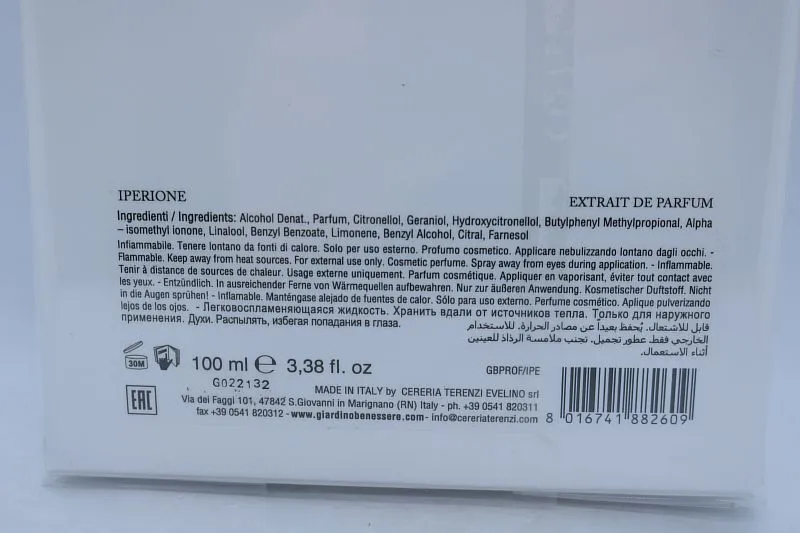 IPERIONE
EXTRAIT DE PARFUM
Ingredienti / Ingredients: Alcohol Denat., Parfum, Citronellol, Geraniol, Hydroxycitronellol, Butylphenyl Methylpropional, Alpha
– isomethyl ionone, Linalool, Benzyl Benzoate, Limonene, Benzyl Alcohol, Citral, Farnesol
Infiammabile. Tenere lontano da fonti di calore. Solo per uso esterno. Profumo cosmetico. Applicare nebulizzando lontano dagli occhi. -
Flammable. Keep away from heat sources. For external use only. Cosmetic perfume. Spray away from eyes during application. - Inflammable.
Tenir à distance de sources de chaleur. Usage externe uniquement. Parfum cosmétique. Appliquer en vaporisant, éviter tout contact avec
les yeux. - Entzündlich. In ausreichender Ferne von Wärmequellen aufbewahren. Nur zur äußeren Anwendung. Kosmetischer Duftstoff. Nicht
in die Augen sprühen! - Inflamable. Manténgase alejado de fuentes de calor. Sólo para uso externo. Perfume cosmético. Aplique pulverizando
lejos de los ojos. - Легковоспламеняющаяся жидкость. Хранить вдали от источников тепла. Только для наружного
применения. Духи. Распылять, избегая попадания в глаза.
قابل للاشتعال. يُحفظ بعيداً عن مصادر الحرارة. للاستخدام
الخارجي فقط. عطور تجميل. تجنب ملامسة الرذاذ للعينين
أثناء الاستعمال.
30M
100 ml ℮ 3,38 fl. oz
GBPROF/IPE
G022132
EAC
MADE IN ITALY by CERERIA TERENZI EVELINO srl
Via dei Faggi 101, 47842 S.Giovanni in Marignano (RN) Italy - ph. +39 0541 820311
fax +39 0541 820312 - www.giardinobenessere.com- info@cereriaterenzi.com
8 016741 882609